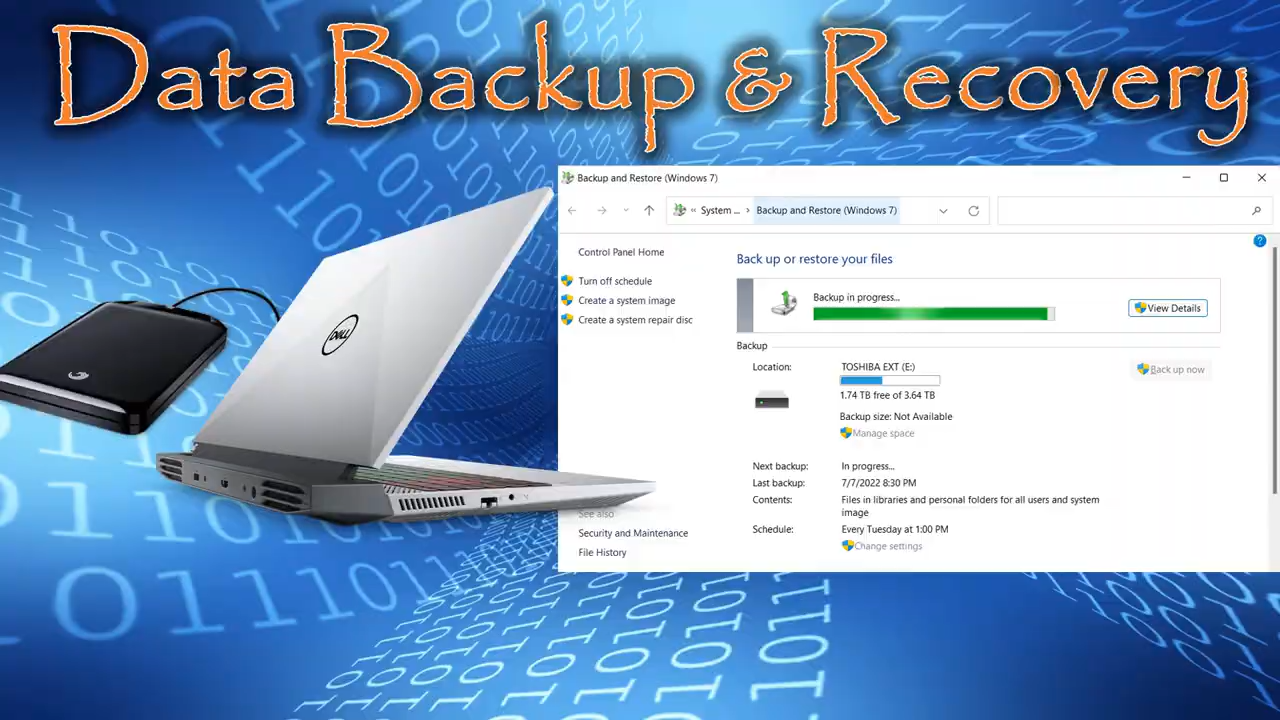 Data Backup & Recovery
Backup and Restore (Windows 7)
« System ... › Backup and Restore (Windows 7)
Control Panel Home
Turn off schedule
Create a system image
Create a system repair disc
See also
Security and Maintenance
File History
Back up or restore your files
Backup in progress...
View Details
Backup
Location:
TOSHIBA EXT (E:)
1.74 TB free of 3.64 TB
Backup size: Not Available
Manage space
Back up now
Next backup: In progress...
Last backup: 7/7/2022 8:30 PM
Contents: Files in libraries and personal folders for all users and system
image
Schedule: Every Tuesday at 1:00 PM
Change settings
DELL